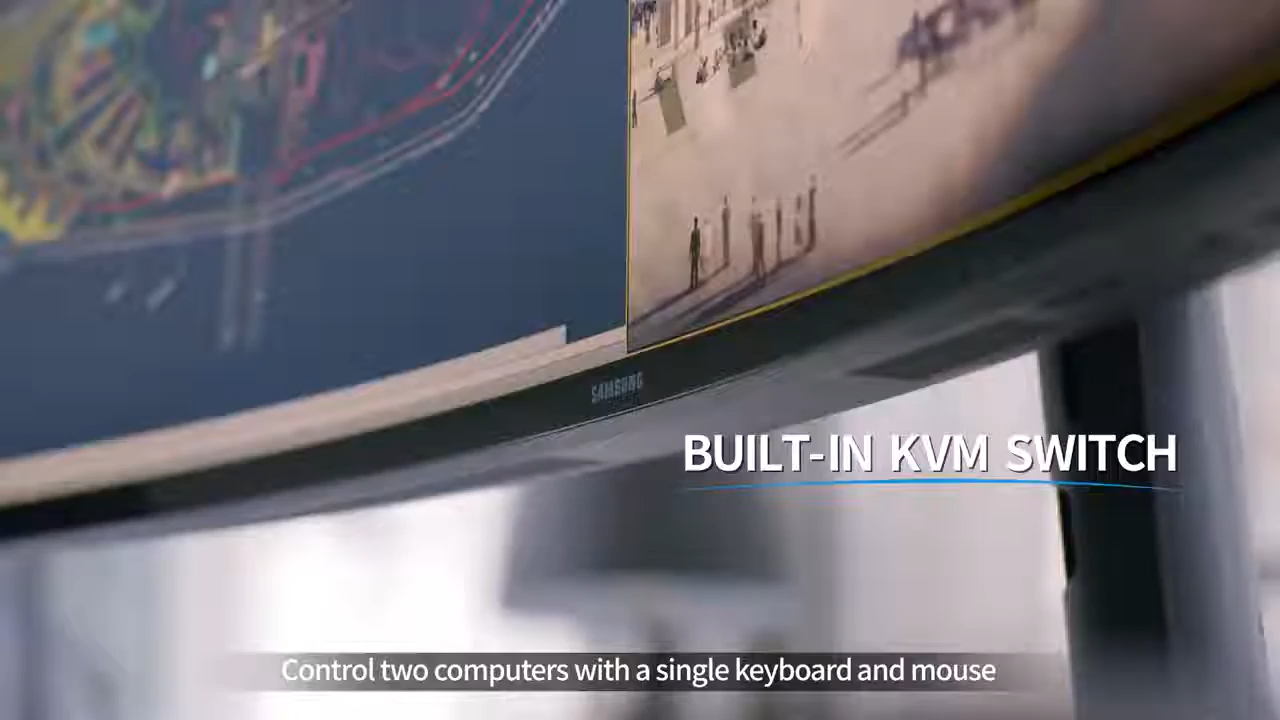 SAMSUNG
BUILT-IN KVM SWITCH
Control two computers with a single keyboard and mouse